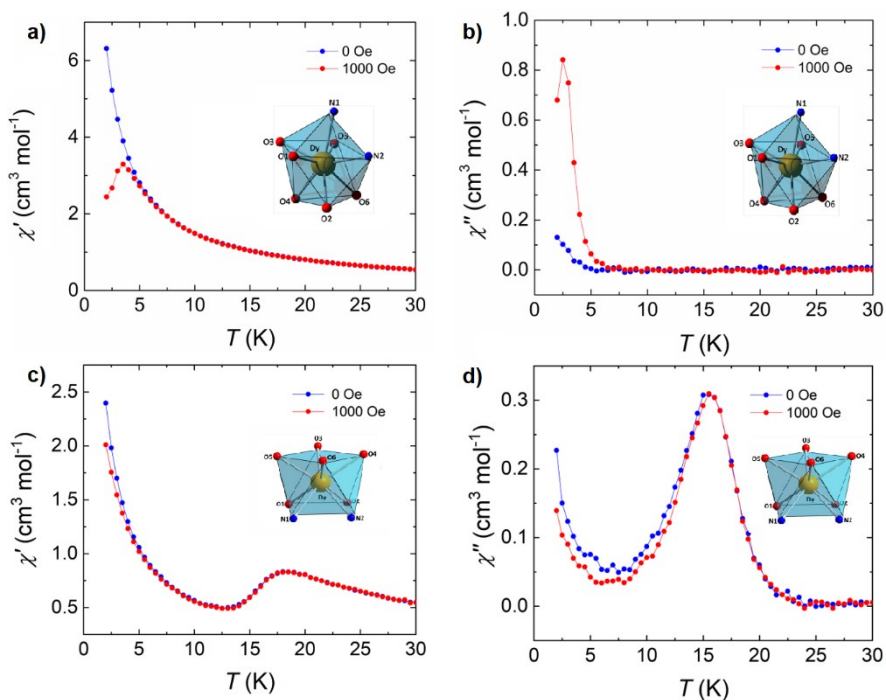 a)
χ′ (cm³ mol⁻¹)
6
4
2
0
0 Oe
1000 Oe
N1
O3
O5
O1
Dy
N2
O4
O6
O2
0 5 10 15 20 25 30
T (K)
b)
χ″ (cm³ mol⁻¹)
1.0
0.8
0.6
0.4
0.2
0.0
0 Oe
1000 Oe
N1
O3
O5
O1
Dy
N2
O4
O6
O2
0 5 10 15 20 25 30
T (K)
c)
χ′ (cm³ mol⁻¹)
2.5
2.0
1.5
1.0
0.5
0 Oe
1000 Oe
O3
O5
O6
O4
Dy
O1
N1
N2
0 5 10 15 20 25 30
T (K)
d)
χ″ (cm³ mol⁻¹)
0.3
0.2
0.1
0.0
0 Oe
1000 Oe
O3
O5
O6
O4
Dy
O1
N1
N2
0 5 10 15 20 25 30
T (K)